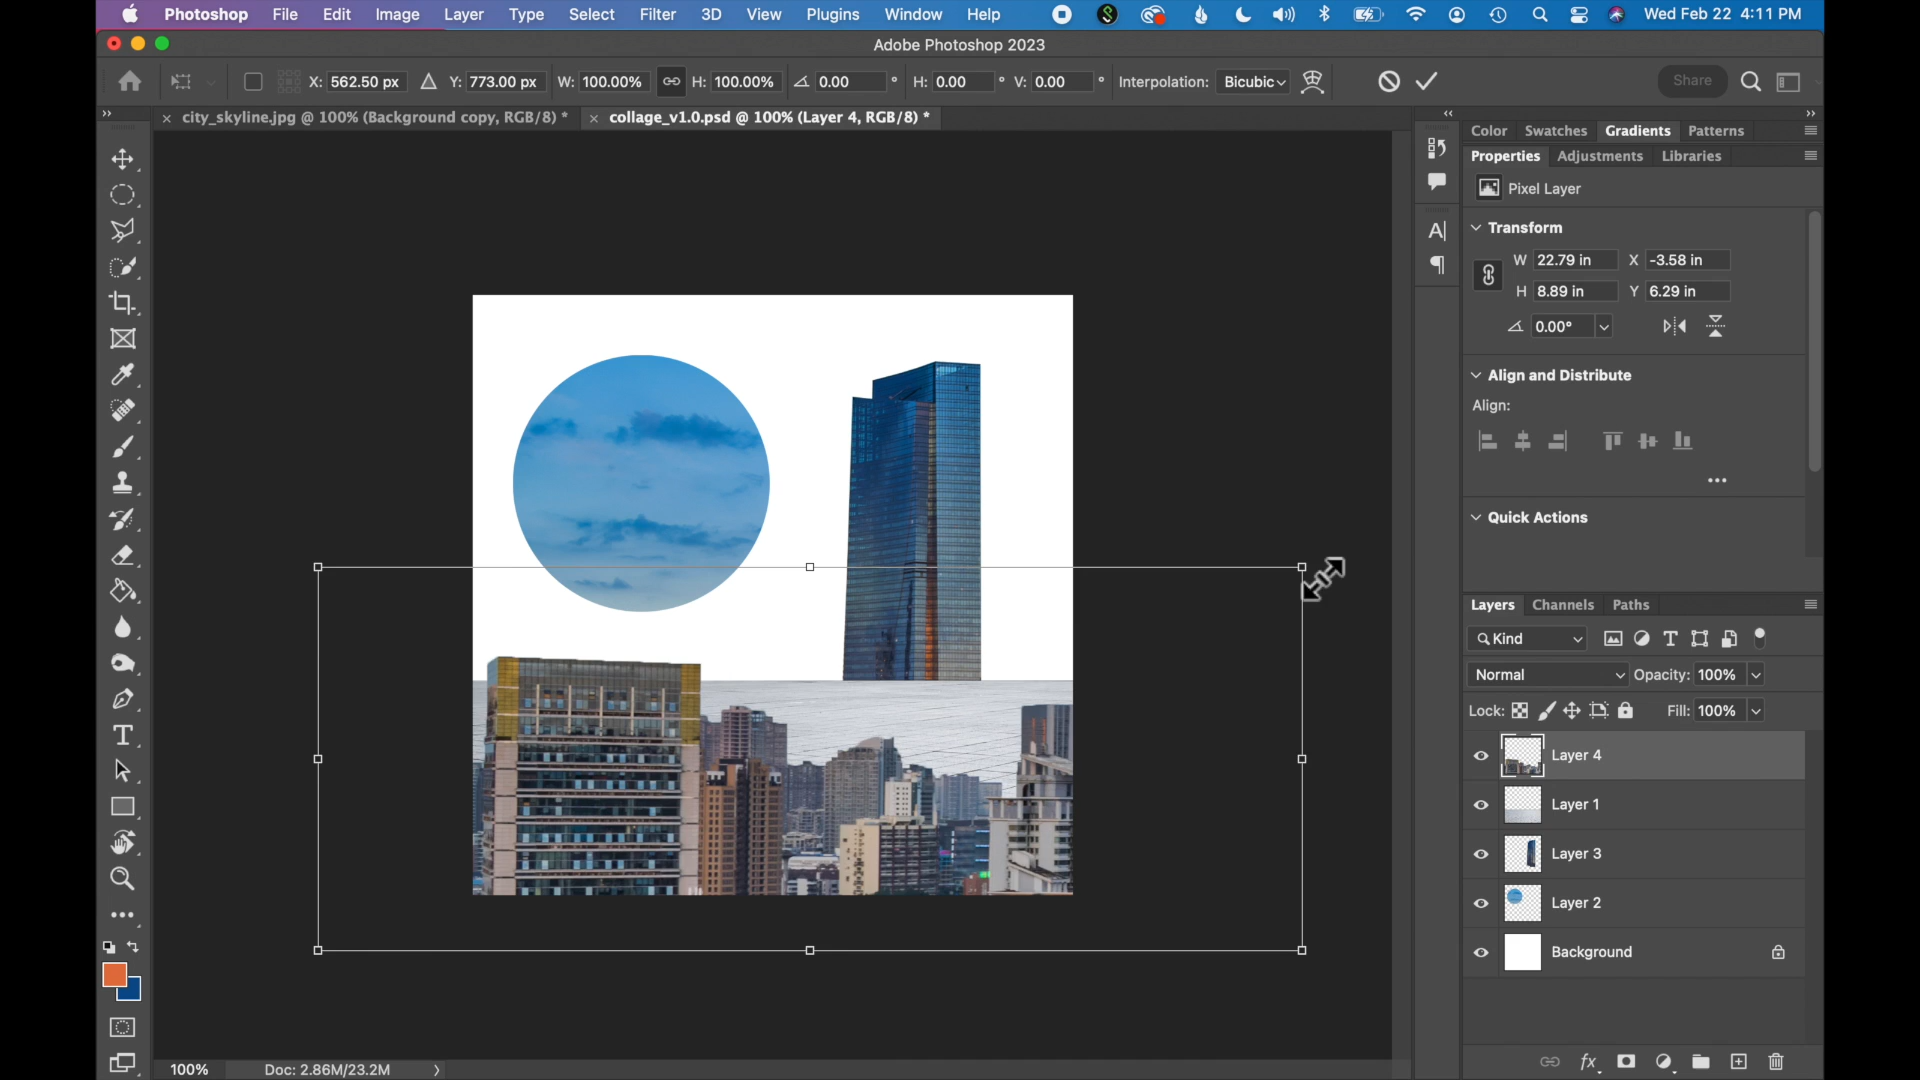 Photoshop File Edit Image Layer Type Select Filter 3D View Plugins Window Help Wed Feb 22 4:11 PM
Adobe Photoshop 2023
X: 562.50 px Y: 773.00 px W: 100.00% H: 100.00% 0.00 ° H: 0.00 ° V: 0.00 ° Interpolation: Bicubic Share
city_skyline.jpg @ 100% (Background copy, RGB/8) * collage_v1.0.psd @ 100% (Layer 4, RGB/8) *
Color Swatches Gradients Patterns
Properties Adjustments Libraries
Pixel Layer
Transform
W 22.79 in X -3.58 in
H 8.89 in Y 6.29 in
0.00°
Align and Distribute
Align:
Quick Actions
Layers Channels Paths
Kind
Normal Opacity: 100%
Lock: Fill: 100%
Layer 4
Layer 1
Layer 3
Layer 2
Background
100% Doc: 2.86M/23.2M